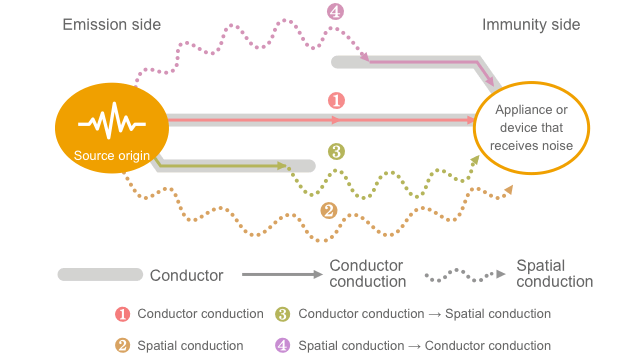 Emission side
Immunity side
4
1
Source origin
Appliance or
device that
receives noise
3
2
Conductor
Conductor
conduction
Spatial
conduction
1 Conductor conduction
3 Conductor conduction → Spatial conduction
2 Spatial conduction
4 Spatial conduction → Conductor conduction